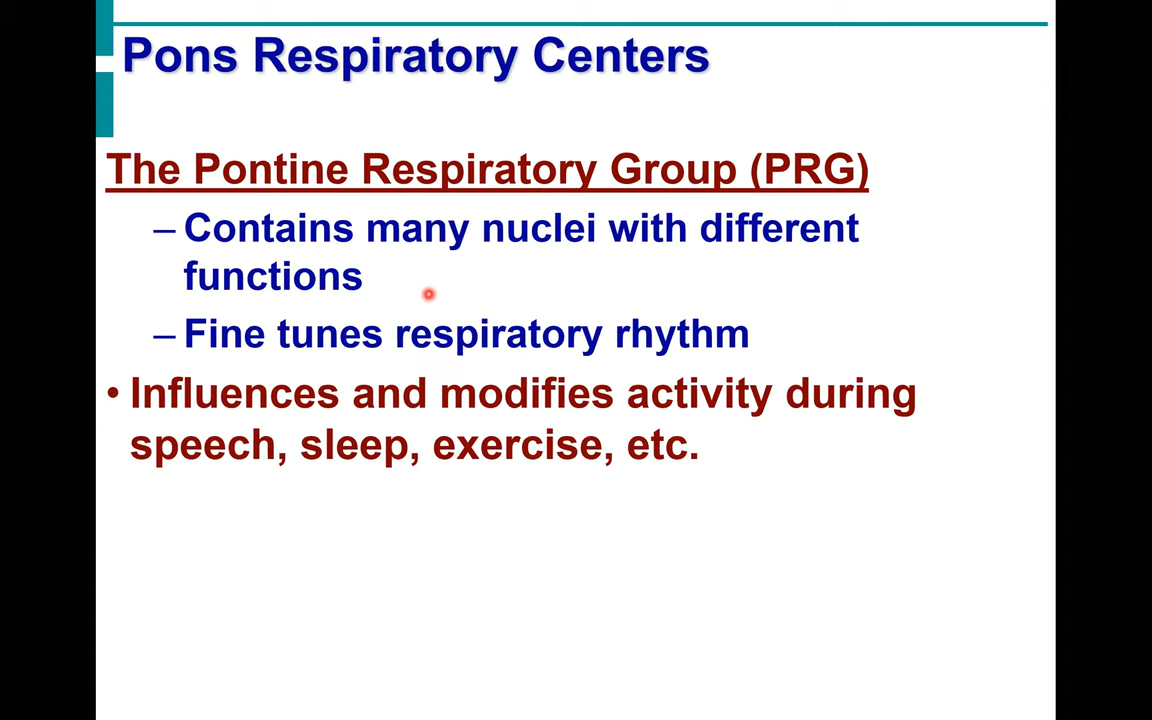 Pons Respiratory Centers
The Pontine Respiratory Group (PRG)
– Contains many nuclei with different
functions
– Fine tunes respiratory rhythm
• Influences and modifies activity during
speech, sleep, exercise, etc.